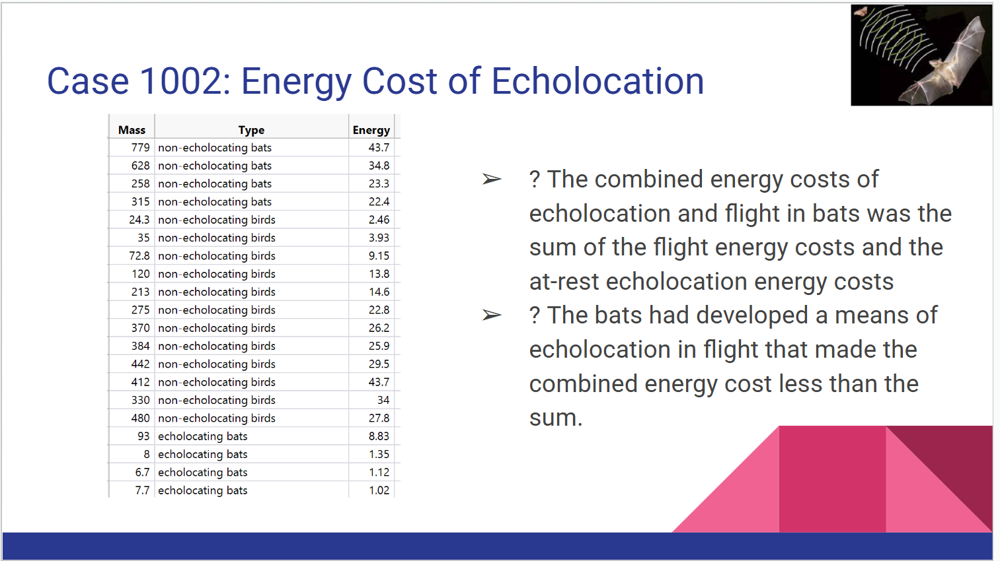 Case 1002: Energy Cost of Echolocation
Mass Type Energy
779 non-echolocating bats 43.7
628 non-echolocating bats 34.8
258 non-echolocating bats 23.3
315 non-echolocating bats 22.4
24.3 non-echolocating birds 2.46
35 non-echolocating birds 3.93
72.8 non-echolocating birds 9.15
120 non-echolocating birds 13.8
213 non-echolocating birds 14.6
275 non-echolocating birds 22.8
370 non-echolocating birds 26.2
384 non-echolocating birds 25.9
442 non-echolocating birds 29.5
412 non-echolocating birds 43.7
330 non-echolocating birds 34
480 non-echolocating birds 27.8
93 echolocating bats 8.83
8 echolocating bats 1.35
6.7 echolocating bats 1.12
7.7 echolocating bats 1.02
➢ ? The combined energy costs of
echolocation and flight in bats was the
sum of the flight energy costs and the
at-rest echolocation energy costs
➢ ? The bats had developed a means of
echolocation in flight that made the
combined energy cost less than the
sum.